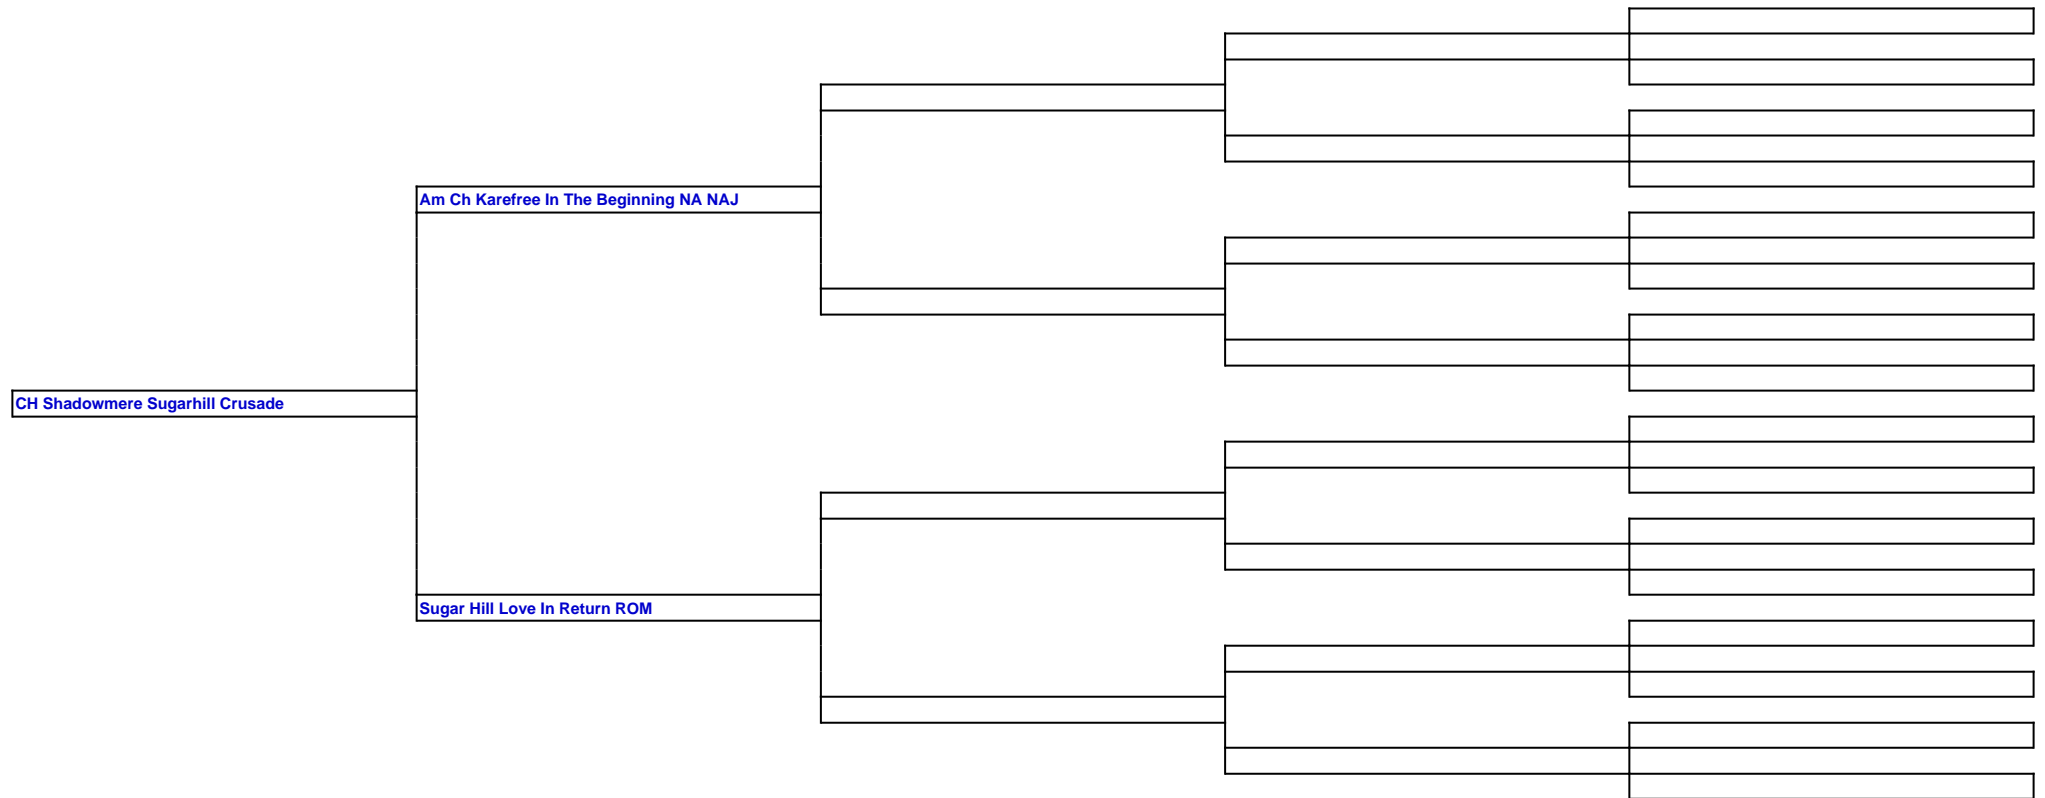 Am Ch Karefree In The Beginning NA NAJ
CH Shadowmere Sugarhill Crusade
Sugar Hill Love In Return ROM